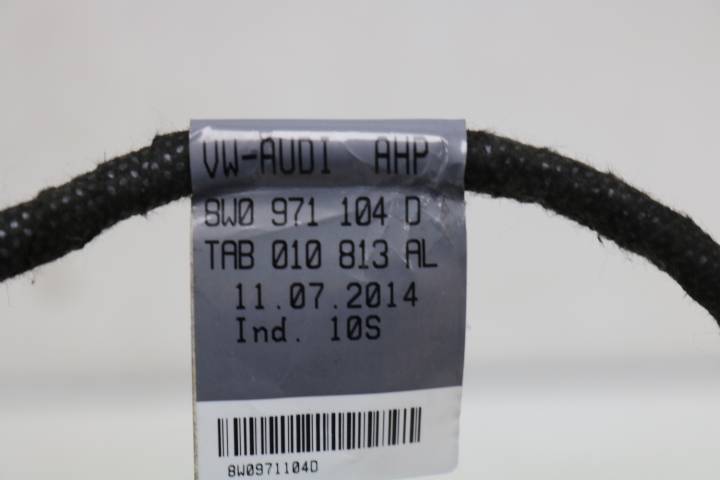 VW-AUDI AHP
8W0 971 104 D
TAB 010 813 AL
11.07.2014
Ind. 10S
8W0971104D